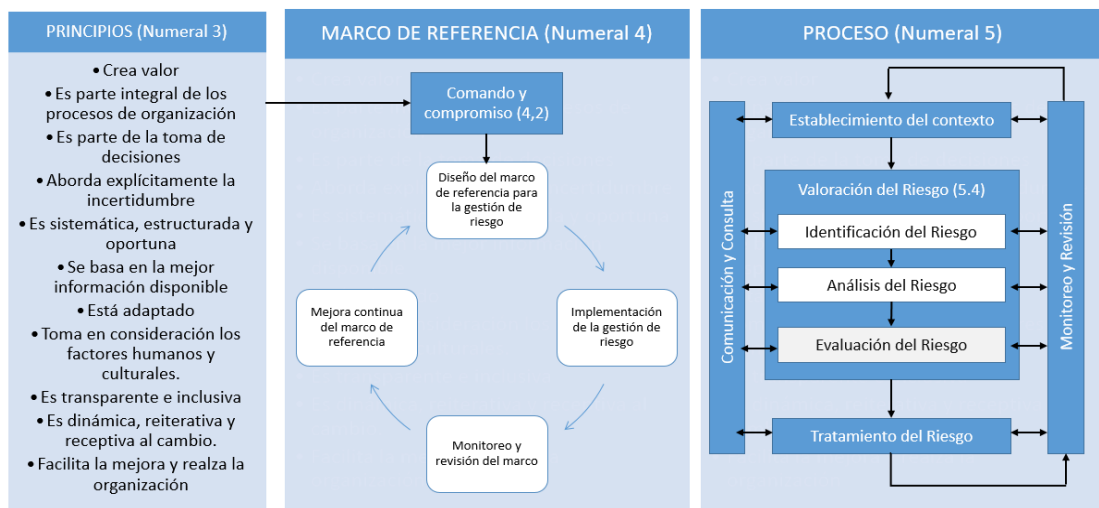 PRINCIPIOS (Numeral 3)
•Crea valor
•Es parte integral de los
procesos de organización
•Es parte de la toma de
decisiones
•Aborda explícitamente la
incertidumbre
•Es sistemática, estructurada y
oportuna
•Se basa en la mejor
información disponible
•Está adaptado
•Toma en consideración los
factores humanos y
culturales.
•Es transparente e inclusiva
•Es dinámica, reiterativa y
receptiva al cambio.
•Facilita la mejora y realza la
organización
MARCO DE REFERENCIA (Numeral 4)
Comando y
compromiso (4,2)
Diseño del marco
de referencia para
la gestión de
riesgo
Implementación
de la gestión de
riesgo
Monitoreo y
revisión del marco
Mejora continua
del marco de
referencia
PROCESO (Numeral 5)
Comunicación y Consulta
Establecimiento del contexto
Valoración del Riesgo (5.4)
Identificación del Riesgo
Análisis del Riesgo
Evaluación del Riesgo
Tratamiento del Riesgo
Monitoreo y Revisión